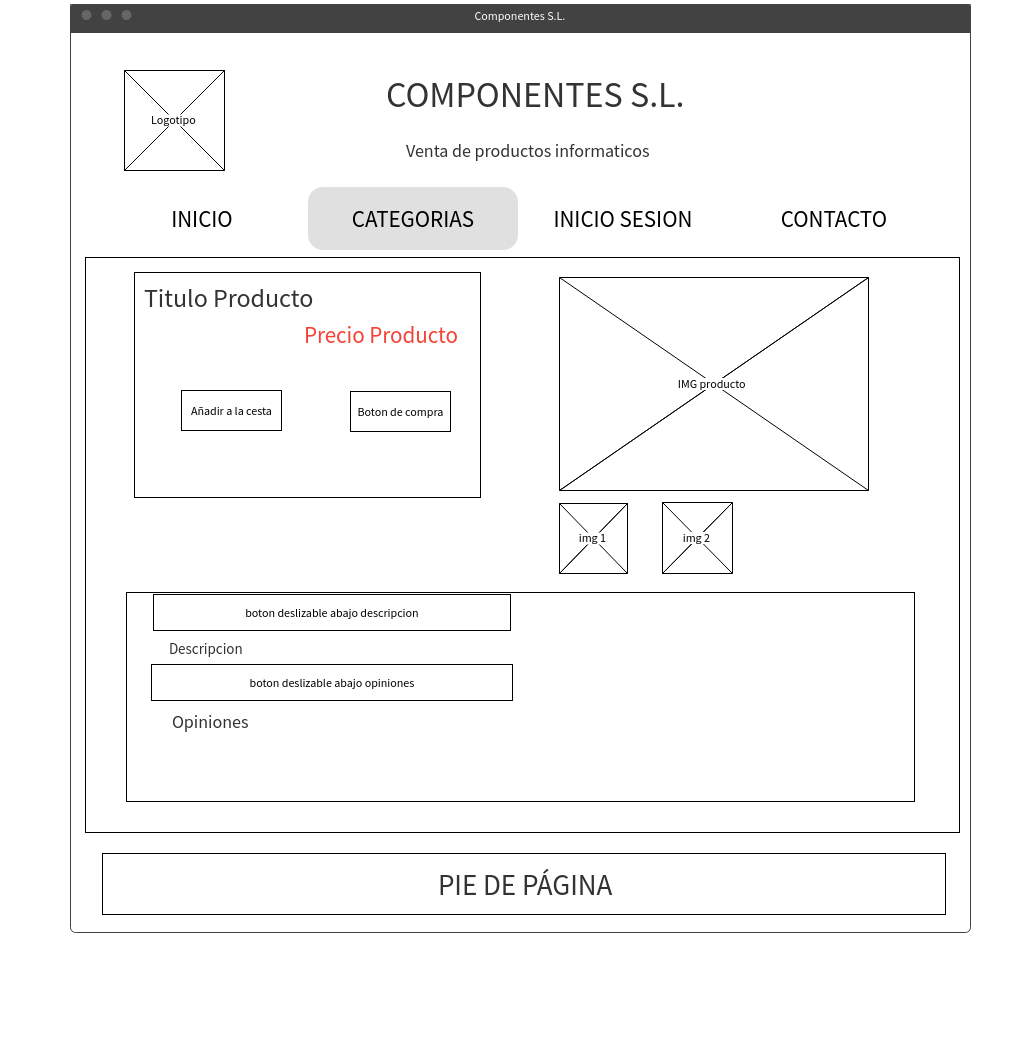 Componentes S.L.
Logotipo
COMPONENTES S.L.
Venta de productos informaticos
INICIO
CATEGORIAS
INICIO SESION
CONTACTO
Titulo Producto
Precio Producto
Añadir a la cesta
Boton de compra
IMG producto
img 1
img 2
boton deslizable abajo descripcion
Descripcion
boton deslizable abajo opiniones
Opiniones
PIE DE PÁGINA